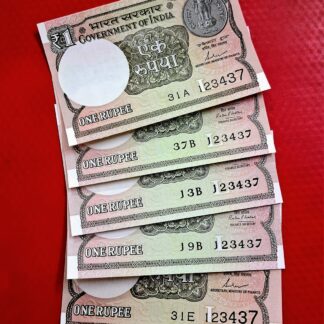 ₹1 भारत सरकार
GOVERNMENT OF INDIA
एक
रुपया
ONE RUPEE 31A 123437
ONE RUPEE 37B 123437
ONE RUPEE 13B 123437
ONE RUPEE 19B 123437
ONE RUPEE 31E 123437